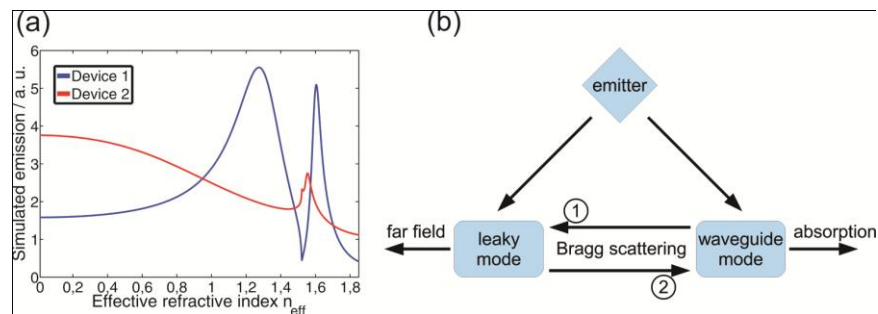 (a)
Simulated emission / a. u.
6
5
4
3
2
1
0
Device 1
Device 2
0 0,2 0,4 0,6 0,8 1 1,2 1,4 1,6 1,8
Effective refractive index n_eff
(b)
emitter
1
far field
leaky
mode
Bragg scattering
waveguide
mode
absorption
2